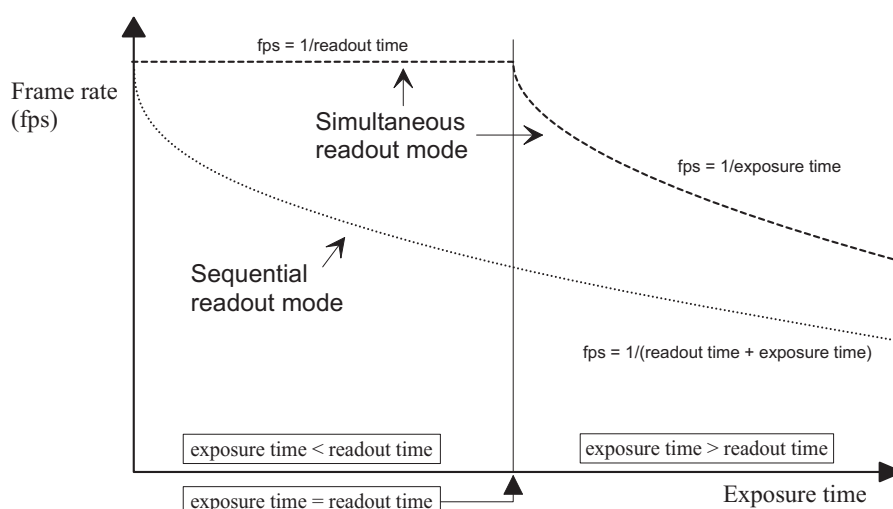 fps = 1/readout time
Frame rate
(fps)
Simultaneous
readout mode
fps = 1/exposure time
Sequential
readout mode
fps = 1/(readout time + exposure time)
exposure time < readout time
exposure time > readout time
exposure time = readout time
Exposure time